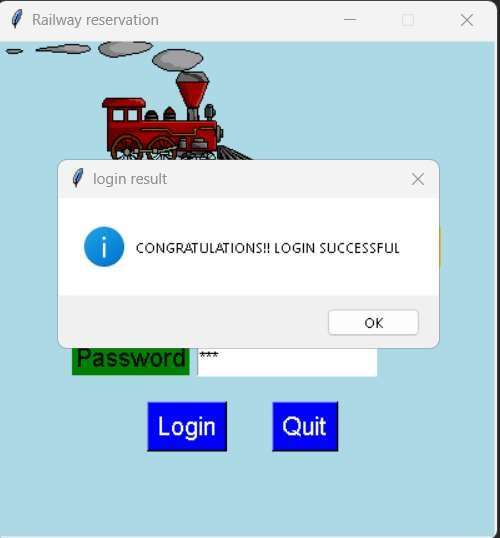 Railway reservation
login result
CONGRATULATIONS!! LOGIN SUCCESSFUL
OK
Password ***
Login Quit